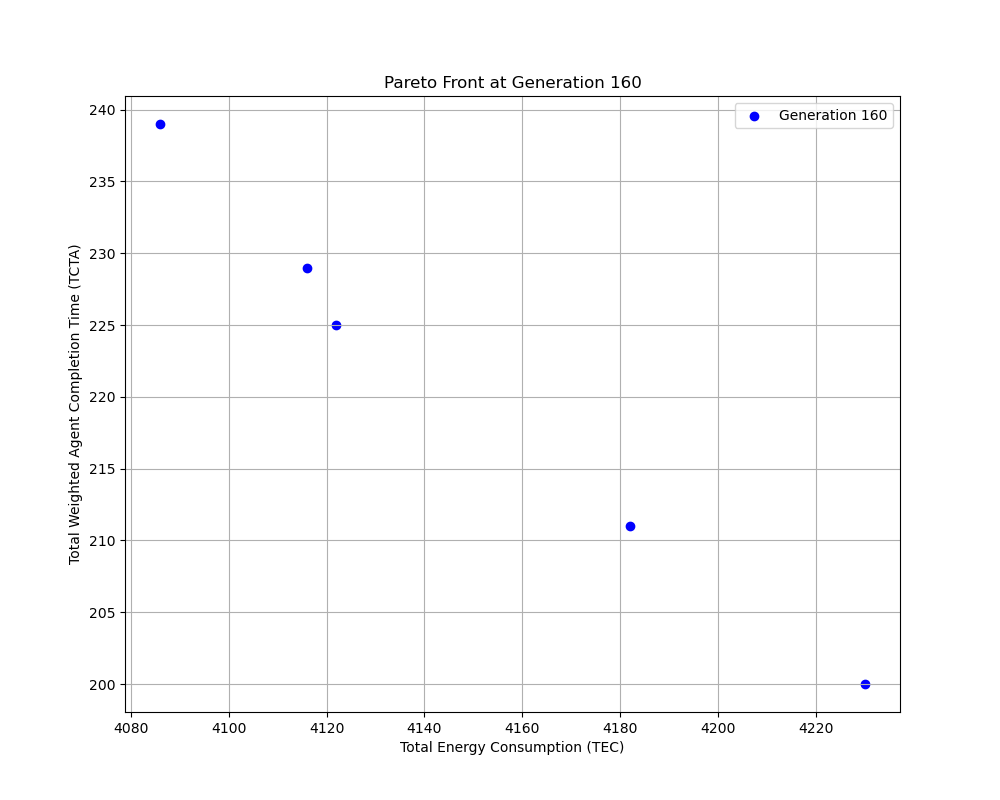 Pareto Front at Generation 160
Generation 160
Total Weighted Agent Completion Time (TCTA)
240
235
230
225
220
215
210
205
200
4080 4100 4120 4140 4160 4180 4200 4220
Total Energy Consumption (TEC)